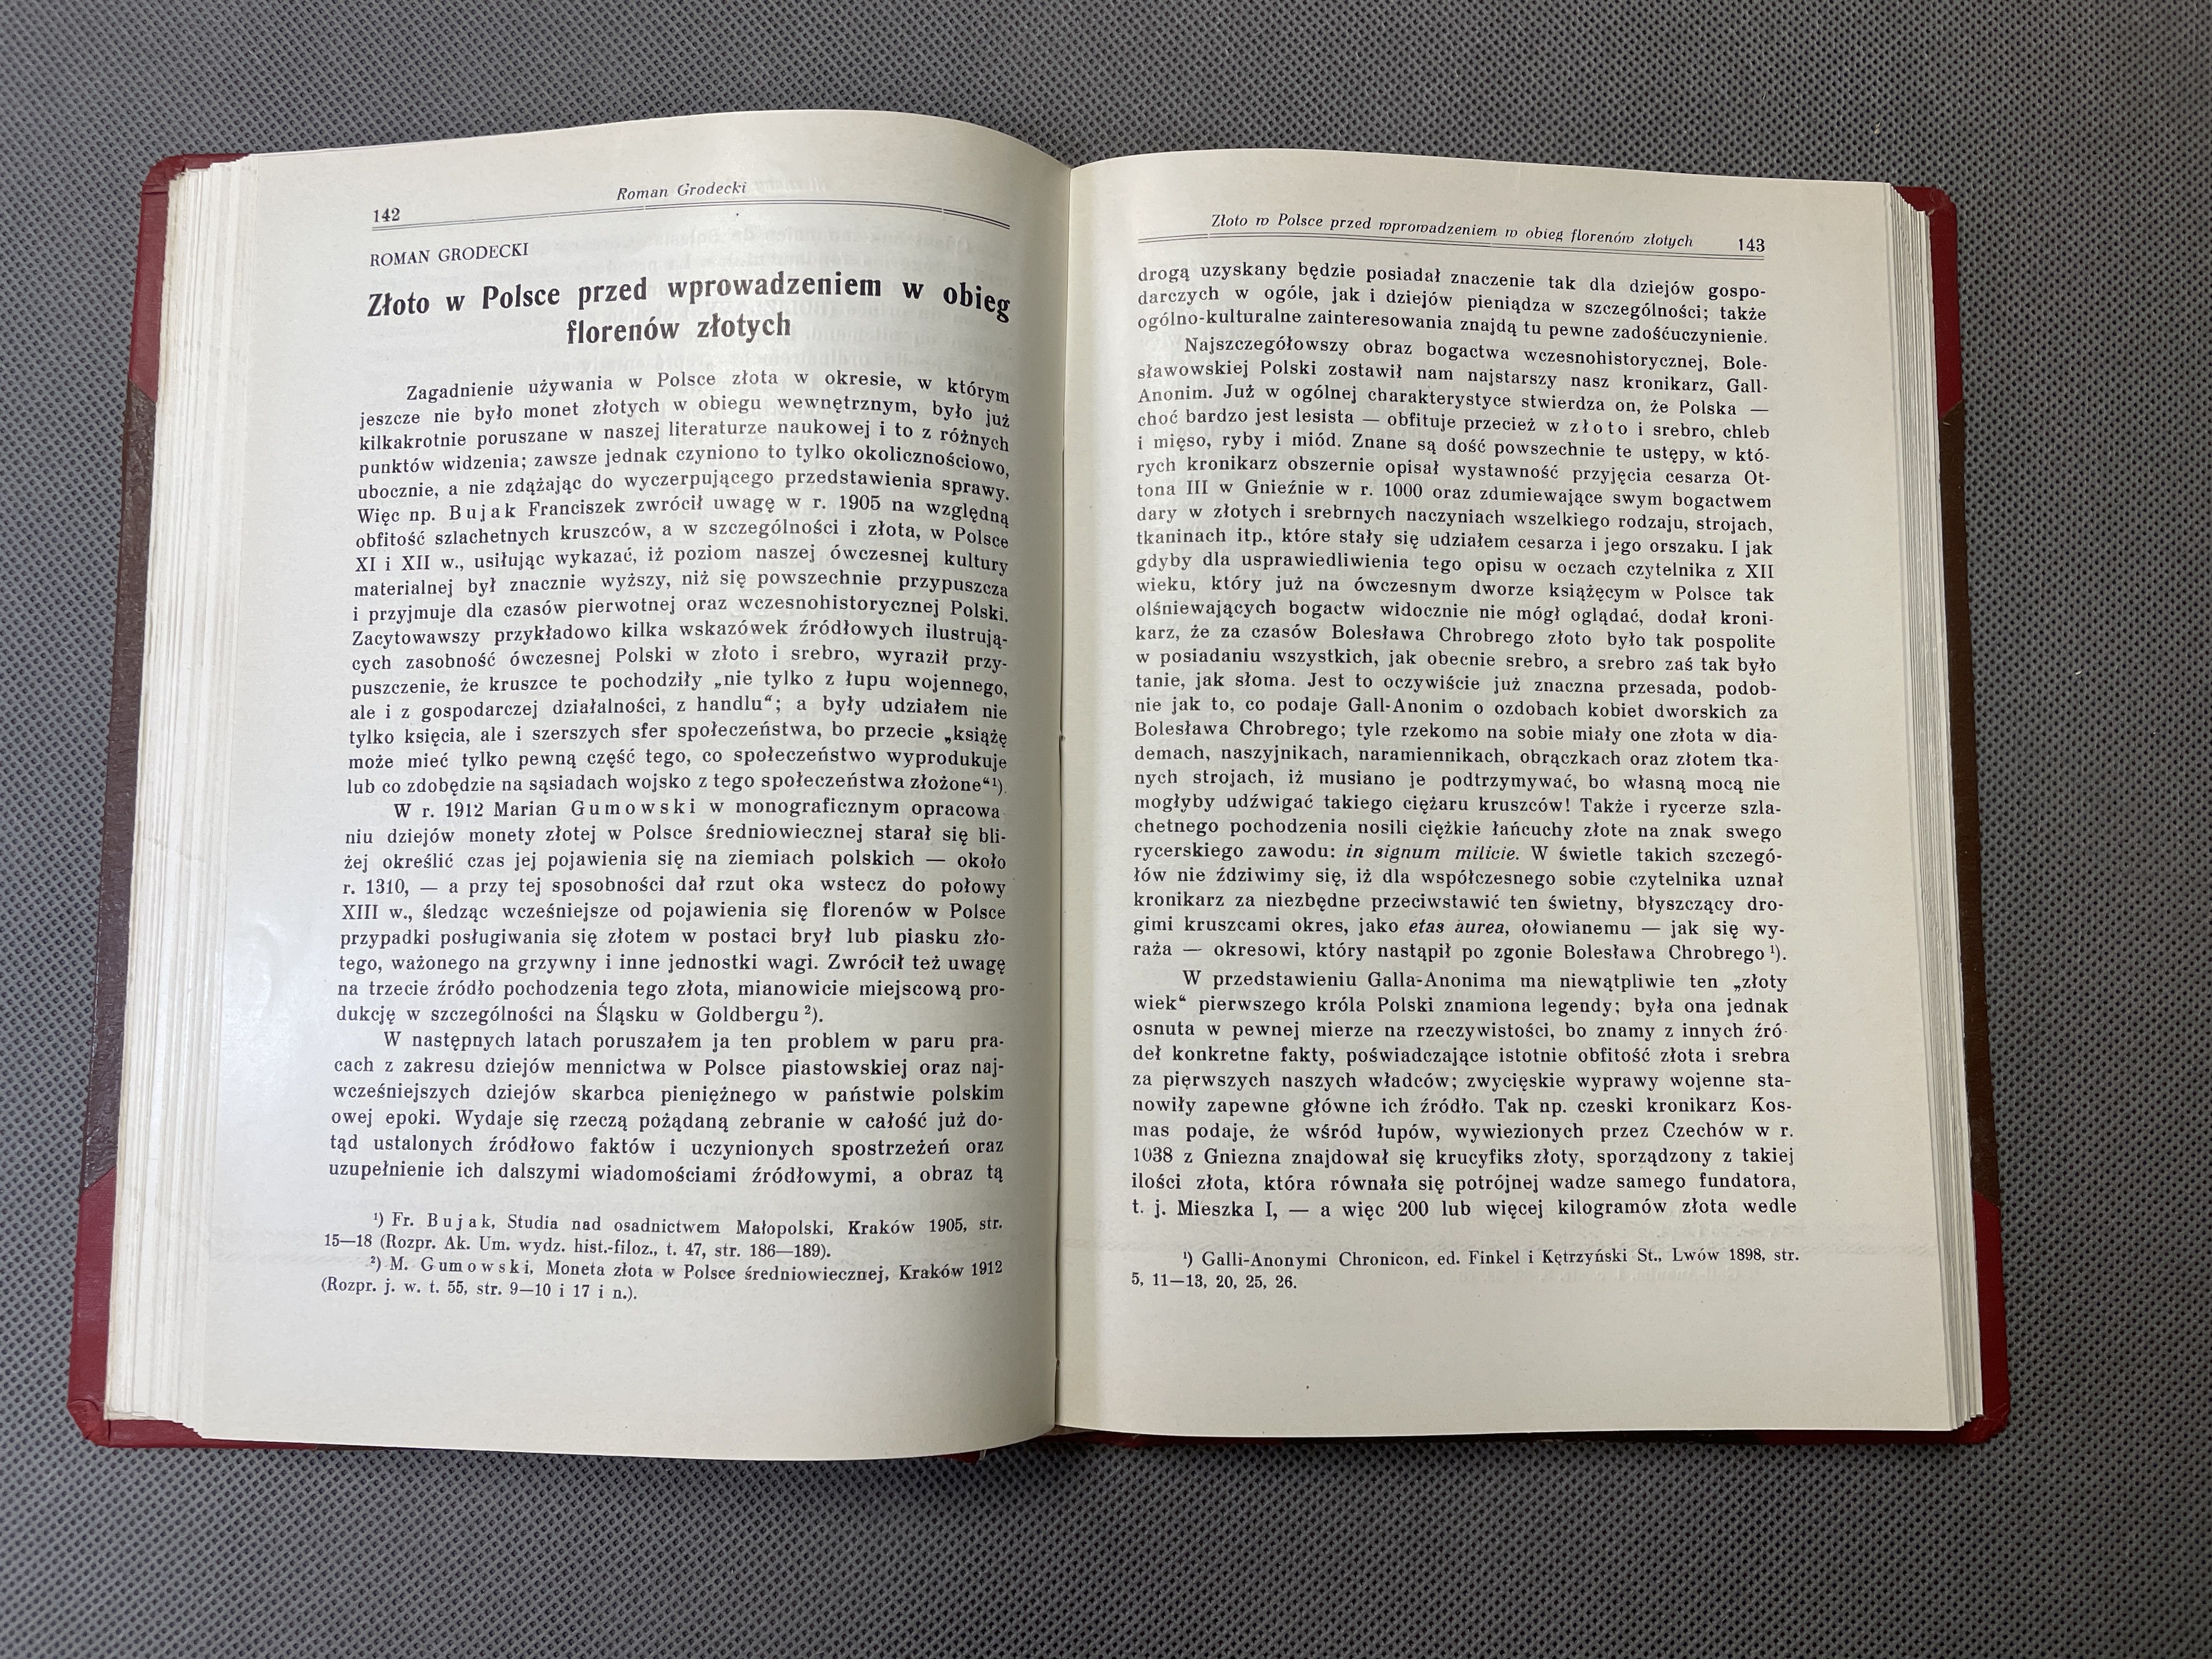 142
Roman Grodecki
ROMAN GRODECKI
Złoto w Polsce przed wprowadzeniem w obieg
florenów złotych
Zagadnienie używania w Polsce złota w okresie, w którym
jeszcze nie było monet złotych w obiegu wewnętrznym, było już
kilkakrotnie poruszane w naszej literaturze naukowej i to z różnych
punktów widzenia; zawsze jednak czyniono to tylko okolicznościowo,
ubocznie, a nie zdążając do wyczerpującego przedstawienia sprawy.
Więc np. Bujak Franciszek zwrócił uwagę w r. 1905 na względną
obfitość szlachetnych kruszców, a w szczególności i złota, w Polsce
XI i XII w., usiłując wykazać, iż poziom naszej ówczesnej kultury
materialnej był znacznie wyższy, niż się powszechnie przypuszcza
i przyjmuje dla czasów pierwotnej oraz wczesnohistorycznej Polski.
Zacytowawszy przykładowo kilka wskazówek źródłowych ilustrują-
cych zasobność ówczesnej Polski w złoto i srebro, wyraził przy-
puszczenie, że kruszce te pochodziły „nie tylko z łupu wojennego,
ale i z gospodarczej działalności, z handlu“; a były udziałem nie
tylko księcia, ale i szerszych sfer społeczeństwa, bo przecie „książę
może mieć tylko pewną część tego, co społeczeństwo wyprodukuje
lub co zdobędzie na sąsiadach wojsko z tego społeczeństwa złożone“¹).
W r. 1912 Marian Gumowski w monograficznym opracowa
niu dziejów monety złotej w Polsce średniowiecznej starał się bli-
żej określić czas jej pojawienia się na ziemiach polskich — około
r. 1310, — a przy tej sposobności dał rzut oka wstecz do połowy
XIII w., śledząc wcześniejsze od pojawienia się florenów w Polsce
przypadki posługiwania się złotem w postaci brył lub piasku zło-
tego, ważonego na grzywny i inne jednostki wagi. Zwrócił też uwagę
na trzecie źródło pochodzenia tego złota, mianowicie miejscową pro-
dukcję w szczególności na Śląsku w Goldbergu ²).
W następnych latach poruszałem ja ten problem w paru pra-
cach z zakresu dziejów mennictwa w Polsce piastowskiej oraz naj-
wcześniejszych dziejów skarbca pieniężnego w państwie polskim
owej epoki. Wydaje się rzeczą pożądaną zebranie w całość już do-
tąd ustalonych źródłowo faktów i uczynionych spostrzeżeń oraz
uzupełnienie ich dalszymi wiadomościami źródłowymi, a obraz tą
¹) Fr. Bujak, Studia nad osadnictwem Małopolski, Kraków 1905, str.
15—18 (Rozpr. Ak. Um. wydz. hist.-filoz., t. 47, str. 186—189).
²) M. Gumowski, Moneta złota w Polsce średniowiecznej, Kraków 1912
(Rozpr. j. w. t. 55, str. 9—10 i 17 i n.).
Złoto w Polsce przed wprowadzeniem w obieg florenów złotych
143
drogą uzyskany będzie posiadał znaczenie tak dla dziejów gospo-
darczych w ogóle, jak i dziejów pieniądza w szczególności; także
ogólno-kulturalne zainteresowania znajdą tu pewne zadośćuczynienie.
Najszczegółowszy obraz bogactwa wczesnohistorycznej, Bole-
sławowskiej Polski zostawił nam najstarszy nasz kronikarz, Gall-
Anonim. Już w ogólnej charakterystyce stwierdza on, że Polska —
choć bardzo jest lesista — obfituje przecież w złoto i srebro, chleb
i mięso, ryby i miód. Znane są dość powszechnie te ustępy, w któ-
rych kronikarz obszernie opisał wystawność przyjęcia cesarza Ot-
tona III w Gnieźnie w r. 1000 oraz zdumiewające swym bogactwem
dary w złotych i srebrnych naczyniach wszelkiego rodzaju, strojach,
tkaninach itp., które stały się udziałem cesarza i jego orszaku. I jak
gdyby dla usprawiedliwienia tego opisu w oczach czytelnika z XII
wieku, który już na ówczesnym dworze książęcym w Polsce tak
olśniewających bogactw widocznie nie mógł oglądać, dodał kroni-
karz, że za czasów Bolesława Chrobrego złoto było tak pospolite
w posiadaniu wszystkich, jak obecnie srebro, a srebro zaś tak było
tanie, jak słoma. Jest to oczywiście już znaczna przesada, podob-
nie jak to, co podaje Gall-Anonim o ozdobach kobiet dworskich za
Bolesława Chrobrego; tyle rzekomo na sobie miały one złota w dia-
demach, naszyjnikach, naramiennikach, obrączkach oraz złotem tka-
nych strojach, iż musiano je podtrzymywać, bo własną mocą nie
mogłyby udźwigać takiego ciężaru kruszców! Także i rycerze szla-
chetnego pochodzenia nosili ciężkie łańcuchy złote na znak swego
rycerskiego zawodu: in signum milicie. W świetle takich szczegó-
łów nie ździwimy się, iż dla współczesnego sobie czytelnika uznał
kronikarz za niezbędne przeciwstawić ten świetny, błyszczący dro-
gimi kruszcami okres, jako etas aurea, ołowianemu — jak się wy-
raża — okresowi, który nastąpił po zgonie Bolesława Chrobrego ¹).
W przedstawieniu Galla-Anonima ma niewątpliwie ten „złoty
wiek“ pierwszego króla Polski znamiona legendy; była ona jednak
osnuta w pewnej mierze na rzeczywistości, bo znamy z innych źró-
deł konkretne fakty, poświadczające istotnie obfitość złota i srebra
za pięrwszych naszych władców; zwycięskie wyprawy wojenne sta-
nowiły zapewne główne ich źródło. Tak np. czeski kronikarz Kos-
mas podaje, że wśród łupów, wywiezionych przez Czechów w r.
1038 z Gniezna znajdował się krucyfiks złoty, sporządzony z takiej
ilości złota, która równała się potrójnej wadze samego fundatora,
t. j. Mieszka I, — a więc 200 lub więcej kilogramów złota wedle
¹) Galli-Anonymi Chronicon, ed. Finkel i Kętrzyński St., Lwów 1898, str.
5, 11—13, 20, 25, 26.